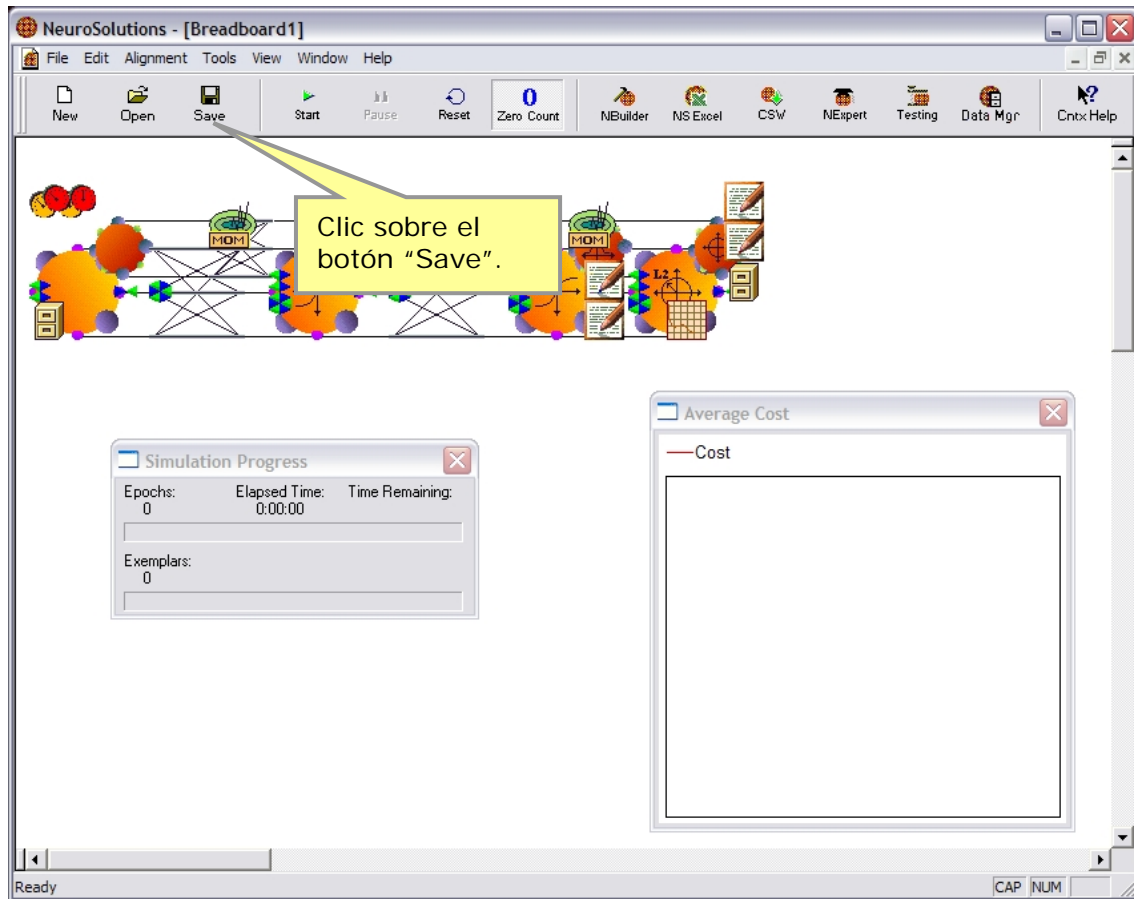 NeuroSolutions - [Breadboard1]
File Edit Alignment Tools View Window Help
New Open Save Start Pause Reset 0 Zero Count NBuilder NS Excel CSW NExpert Testing Data Mgr Cntx Help
Clic sobre el
botón “Save”.
MOM
MOM
L2
Average Cost
Cost
Simulation Progress
Epochs: Elapsed Time: Time Remaining:
0 0:00:00
Exemplars:
0
Ready CAP NUM